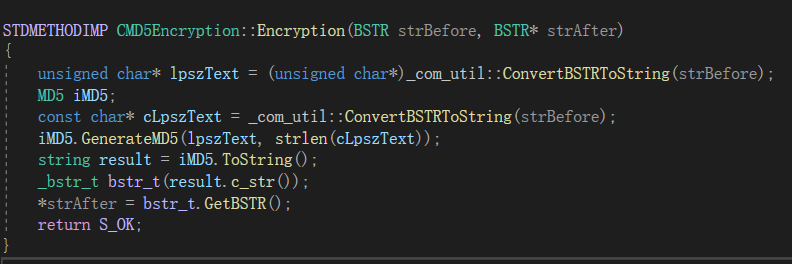 STDMETHODIMP CMD5Encryption::Encryption(BSTR strBefore, BSTR* strAfter)
{
    unsigned char* lpszText = (unsigned char*)_com_util::ConvertBSTRToString(strBefore);
    MD5 iMD5;
    const char* cLpszText = _com_util::ConvertBSTRToString(strBefore);
    iMD5.GenerateMD5(lpszText, strlen(cLpszText));
    string result = iMD5.ToString();
    _bstr_t bstr_t(result.c_str());
    *strAfter = bstr_t.GetBSTR();
    return S_OK;
}